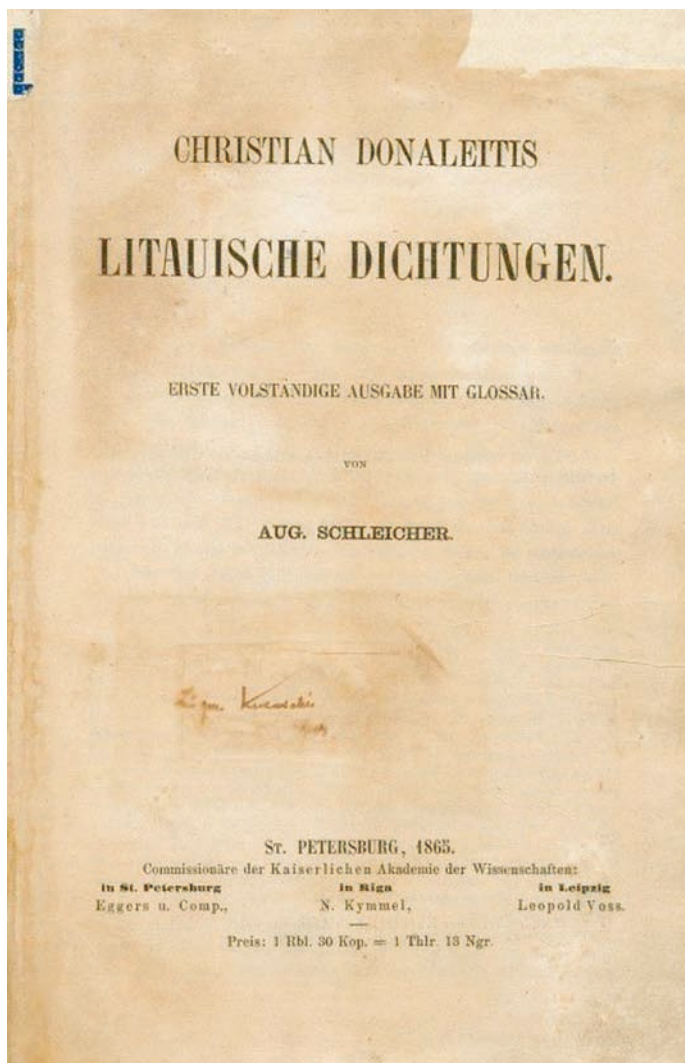 CHRISTIAN DONALEITIS
LITAUISCHE DICHTUNGEN.
ERSTE VOLSTÄNDIGE AUSGABE MIT GLOSSAR.
VON
AUG. SCHLEICHER.
ST. PETERSBURG, 1865.
Commissionäre der Kaiserlichen Akademie der Wissenschaften:
in St. Petersburg in Riga in Leipzig
Eggers u. Comp., N. Kymmel, Leopold Voss.
Preis: 1 Rbl. 30 Kop. = 1 Thlr. 13 Ngr.